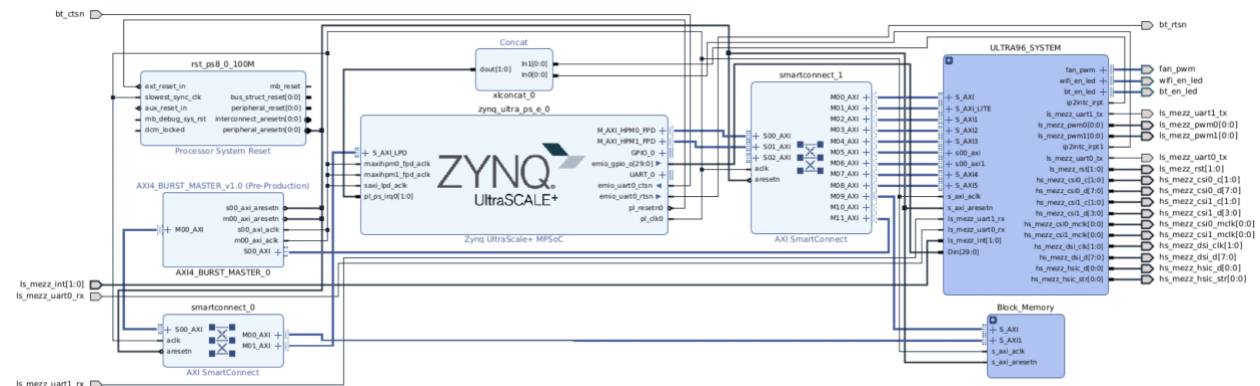 bt_ctsn
bt_rtsn
rst_ps8_0_100M
ext_reset_in
slowest_sync_clk
aux_reset_in
mb_debug_sys_rst
dcm_locked
mb_reset
bus_struct_reset[0:0]
peripheral_reset[0:0]
interconnect_aresetn[0:0]
peripheral_aresetn[0:0]
Processor System Reset
Concat
dout[1:0]
In1[0:0]
In0[0:0]
xlconcat_0
zynq_ultra_ps_e_0
S_AXI_LPD
maxihpm0_fpd_aclk
maxihpm1_fpd_aclk
saxi_lpd_aclk
pl_ps_irq0[1:0]
ZYNQ
UltraSCALE+
M_AXI_HPM0_FPD
M_AXI_HPM1_FPD
GPIO_0
emio_gpio_o[29:0]
UART_0
emio_uart0_ctsn
emio_uart0_rtsn
pl_resetn0
pl_clk0
Zynq UltraScale+ MPSoC
AXI4_BURST_MASTER_v1.0 (Pre-Production)
M00_AXI
s00_axi_aresetn
m00_axi_aresetn
s00_axi_aclk
m00_axi_aclk
S00_AXI
AXI4_BURST_MASTER_0
ls_mezz_int[1:0]
ls_mezz_uart0_rx
smartconnect_0
S00_AXI
aclk
aresetn
M00_AXI
M01_AXI
AXI SmartConnect
ls_mezz_uart1_rx
smartconnect_1
S00_AXI
S01_AXI
S02_AXI
aclk
aresetn
M00_AXI
M01_AXI
M02_AXI
M03_AXI
M04_AXI
M05_AXI
M06_AXI
M07_AXI
M08_AXI
M09_AXI
M10_AXI
M11_AXI
AXI SmartConnect
ULTRA96_SYSTEM
S_AXI
S_AXI_LITE
S_AXI1
S_AXI2
S_AXI3
s00_axi
s00_axi1
S_AXI4
S_AXI5
s_axi_aclk
s_axi_aresetn
ls_mezz_uart1_rx
ls_mezz_uart0_rx
ls_mezz_int[1:0]
Din[29:0]
fan_pwm
wifi_en_led
bt_en_led
ip2intc_irpt
ls_mezz_uart1_tx
ls_mezz_pwm0[0:0]
ls_mezz_pwm1[0:0]
ip2intc_irpt1
ls_mezz_uart0_tx
ls_mezz_rst[1:0]
hs_mezz_csi0_c[1:0]
hs_mezz_csi0_d[7:0]
hs_mezz_csi1_c[1:0]
hs_mezz_csi1_d[3:0]
hs_mezz_csi0_mclk[0:0]
hs_mezz_csi1_mclk[0:0]
hs_mezz_dsi_clk[1:0]
hs_mezz_dsi_d[7:0]
hs_mezz_hsic_d[0:0]
hs_mezz_hsic_str[0:0]
fan_pwm
wifi_en_led
bt_en_led
ls_mezz_uart1_tx
ls_mezz_pwm0[0:0]
ls_mezz_pwm1[0:0]
ls_mezz_uart0_tx
ls_mezz_rst[1:0]
hs_mezz_csi0_c[1:0]
hs_mezz_csi0_d[7:0]
hs_mezz_csi1_c[1:0]
hs_mezz_csi1_d[3:0]
hs_mezz_csi0_mclk[0:0]
hs_mezz_csi1_mclk[0:0]
hs_mezz_dsi_clk[1:0]
hs_mezz_dsi_d[7:0]
hs_mezz_hsic_d[0:0]
hs_mezz_hsic_str[0:0]
Block_Memory
S_AXI
S_AXI1
s_axi_aclk
s_axi_aresetn